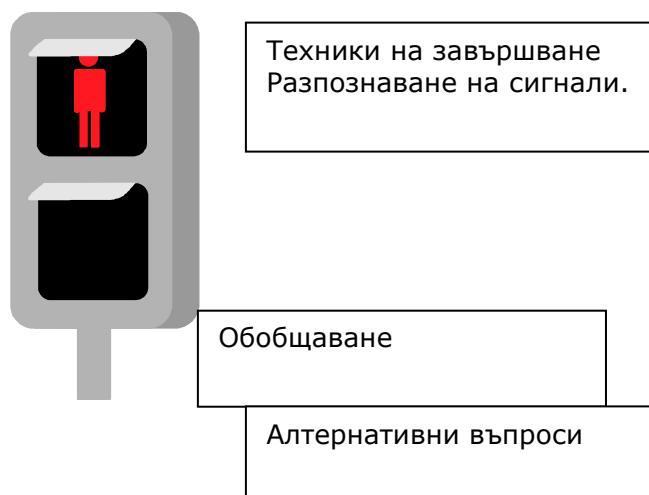 Техники на завършване
Разпознаване на сигнали.
Обобщаване
Алтернативни въпроси